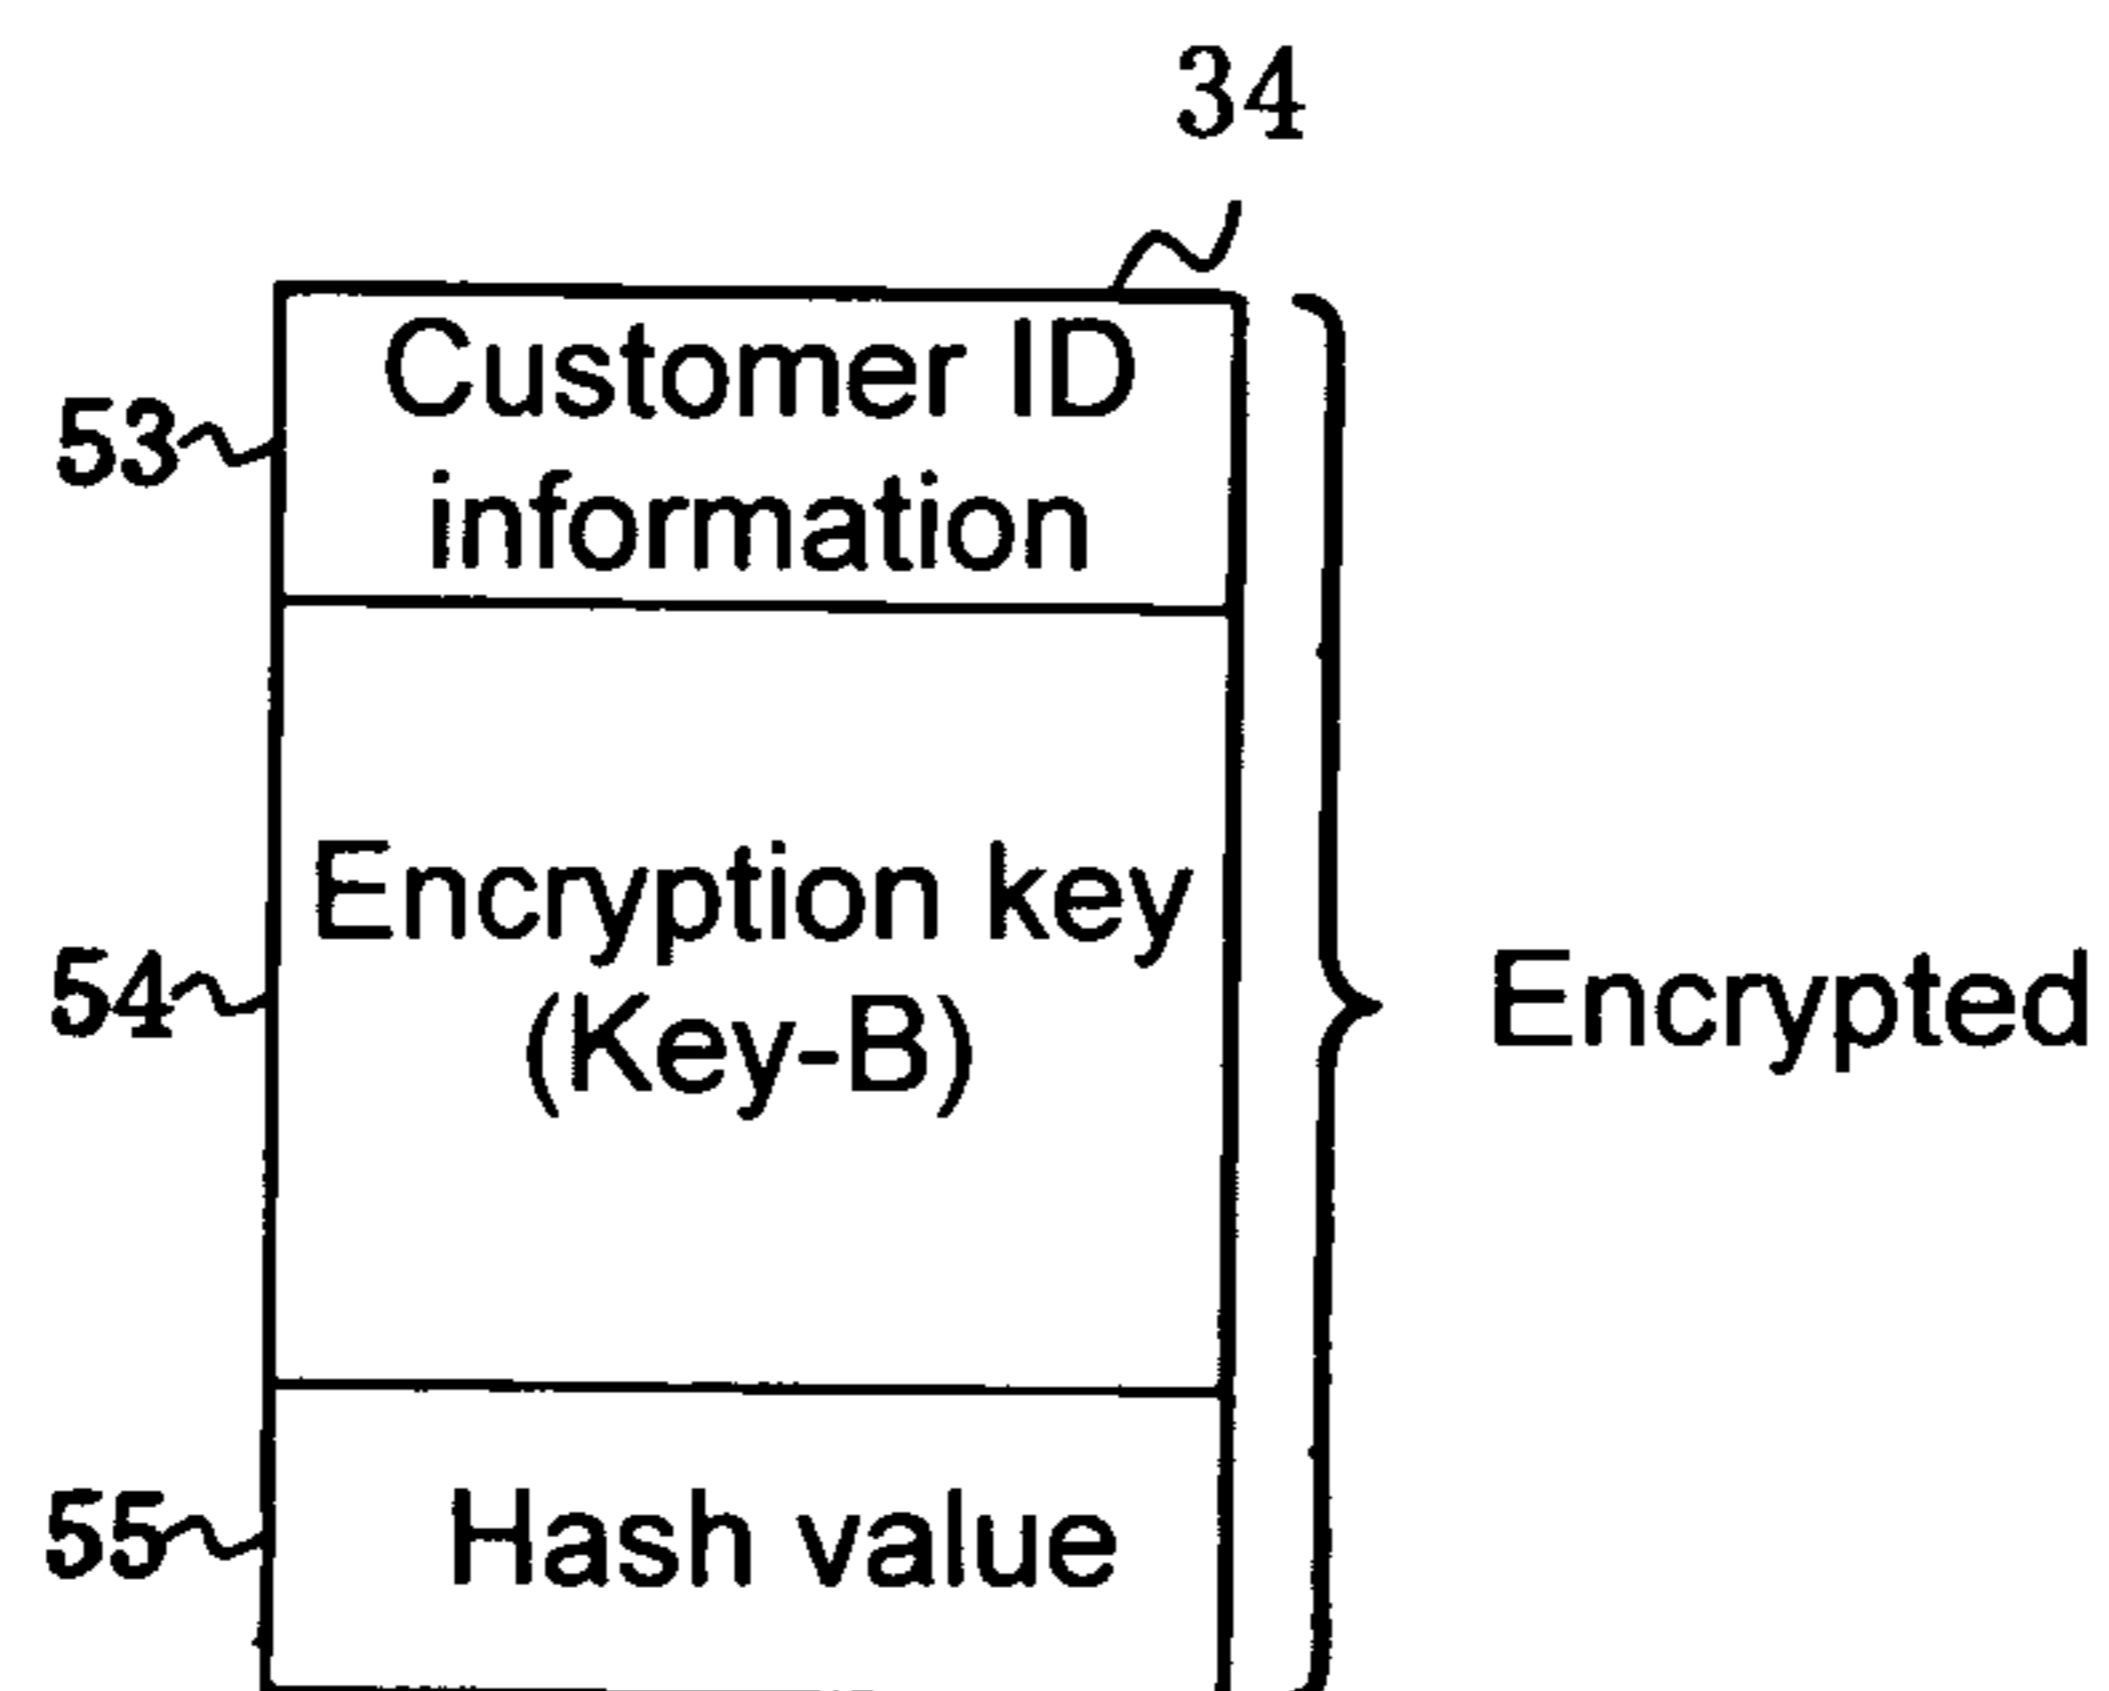 34
53
Customer ID
information
54
Encryption key
(Key-B)
Encrypted
55
Hash value